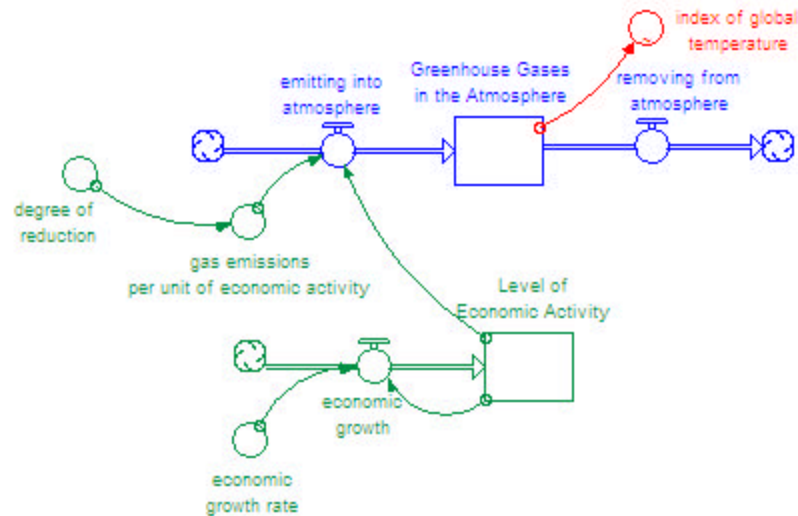 index of global
temperature
emitting into
atmosphere
Greenhouse Gases
in the Atmosphere
removing from
atmosphere
degree of
reduction
gas emissions
per unit of economic activity
Level of
Economic Activity
economic
growth
economic
growth rate